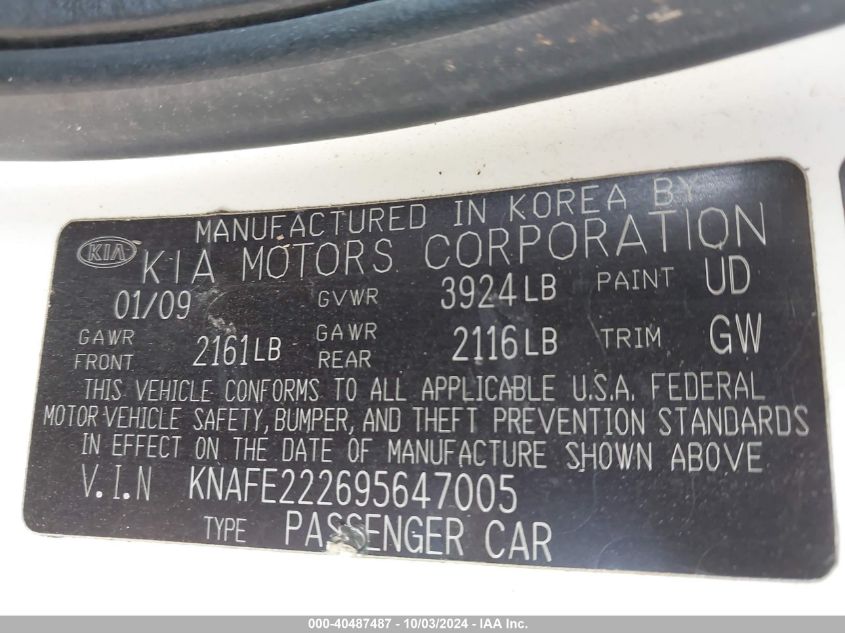 MANUFACTURED IN KOREA BY
KIA KIA MOTORS CORPORATION
01/09 GVWR 3924LB PAINT UD
GAWR FRONT 2161LB GAWR REAR 2116LB TRIM GW
THIS VEHICLE CONFORMS TO ALL APPLICABLE U.S.A. FEDERAL
MOTOR VEHICLE SAFETY, BUMPER, AND THEFT PREVENTION STANDARDS
IN EFFECT ON THE DATE OF MANUFACTURE SHOWN ABOVE
V.I.N KNAFE222695647005
TYPE PASSENGER CAR
000-40487487 - 10/03/2024 - IAA Inc.